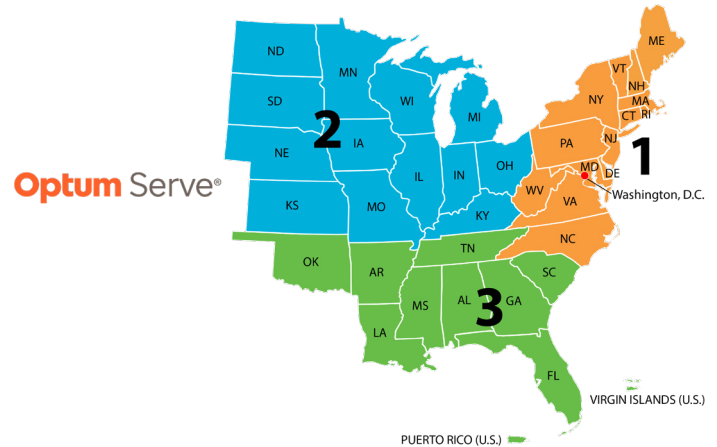 ME
ND
MN
VT
NH
SD
WI
NY
MA
MI
CT RI
2
IA
PA
NJ
1
NE
OH
MD
DE
IL
IN
Optum Serve®
WV
Washington, D.C.
KS
MO
KY
VA
NC
TN
OK
AR
SC
MS
AL
3
GA
LA
FL
VIRGIN ISLANDS (U.S.)
PUERTO RICO (U.S.)